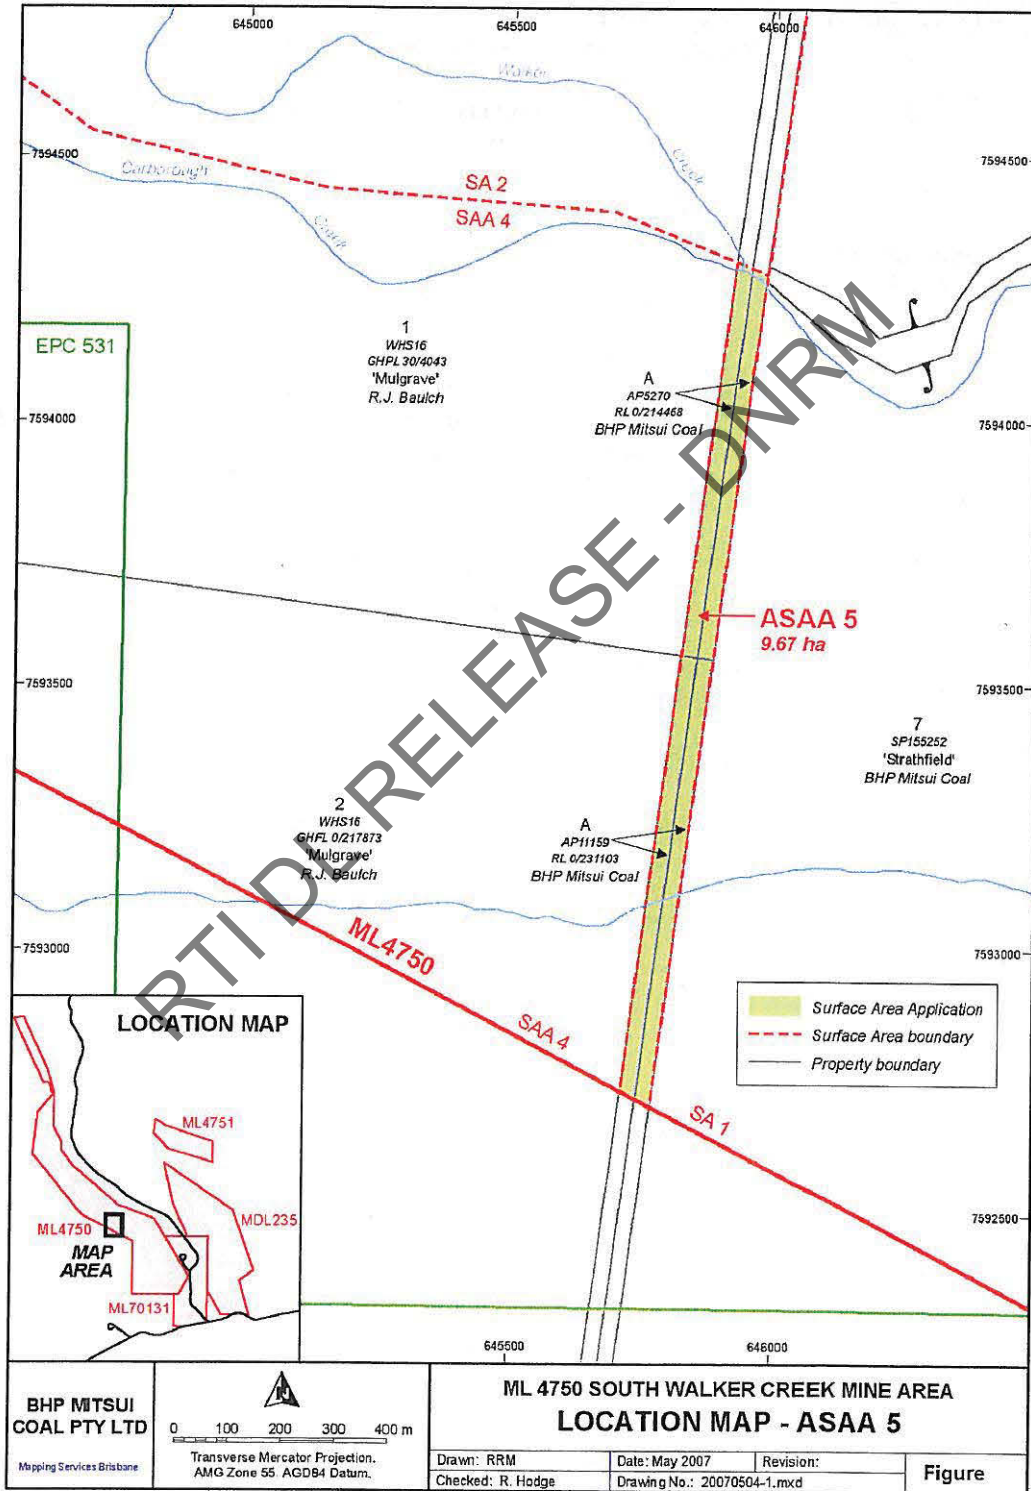 645000
645500
646000
Walker
Creek
7594500
7594500
Carborough
Creek
SA 2
SAA 4
EPC 531
1
WHS16
GHPL 30/4043
'Mulgrave'
R.J. Baulch
A
AP5270
RL 0/214468
BHP Mitsui Coal
7594000
7594000
ASAA 5
9.67 ha
7593500
7593500
7
SP155252
'Strathfield'
BHP Mitsui Coal
2
WHS16
GHFL 0/217873
'Mulgrave'
R.J. Baulch
A
AP11159
RL 0/231103
BHP Mitsui Coal
ML4750
7593000
7593000
SAA 4
SA 1
Surface Area Application
Surface Area boundary
Property boundary
LOCATION MAP
ML4751
ML4750
MDL235
MAP
AREA
ML70131
7592500
645500
646000
RTI DL RELEASE - DNRM
BHP MITSUI
COAL PTY LTD
Mapping Services Brisbane
N
0 100 200 300 400 m
Transverse Mercator Projection.
AMG Zone 55. AGD84 Datum.
ML 4750 SOUTH WALKER CREEK MINE AREA
LOCATION MAP - ASAA 5
Drawn: RRM
Date: May 2007
Revision:
Checked: R. Hodge
Drawing No.: 20070504-1.mxd
Figure